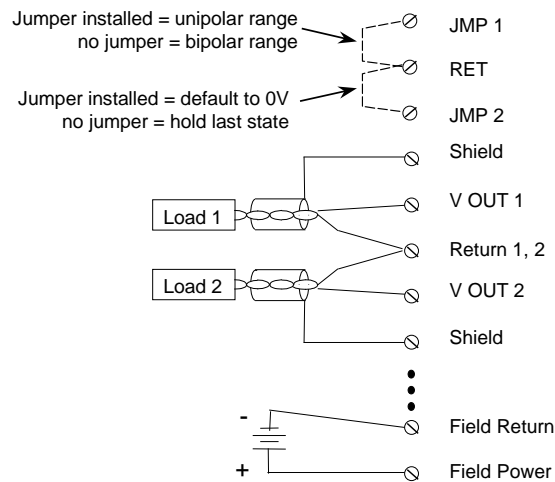 Jumper installed = unipolar range
no jumper = bipolar range
JMP 1
RET
Jumper installed = default to 0V
no jumper = hold last state
JMP 2
Shield
V OUT 1
Load 1
Return 1, 2
Load 2
V OUT 2
Shield
-
Field Return
+
Field Power